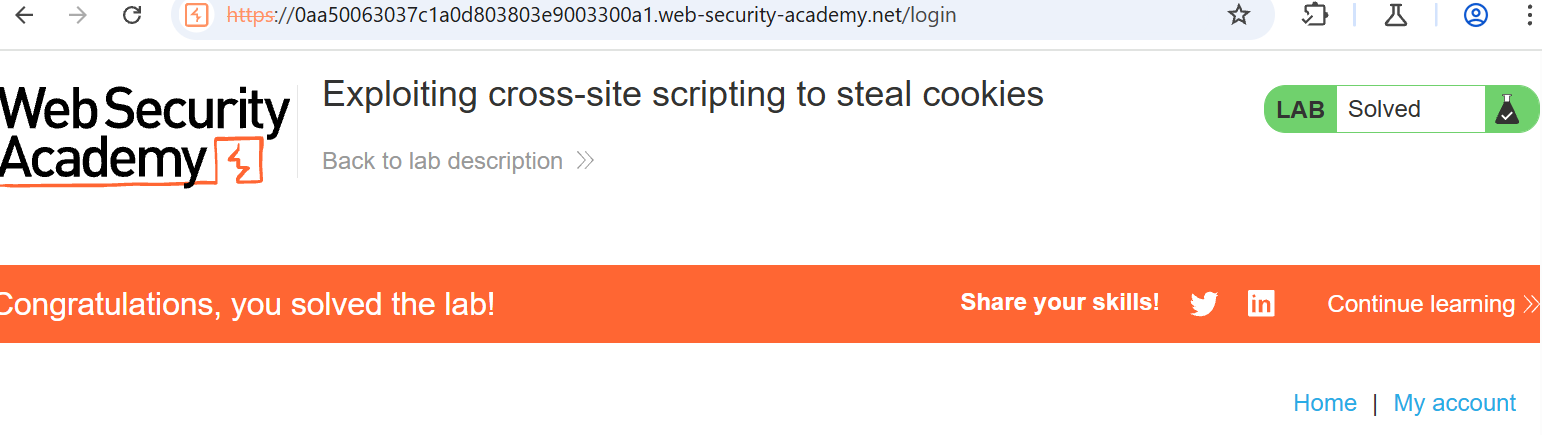 https://0aa50063037c1a0d803803e9003300a1.web-security-academy.net/login
Web Security
Academy
Exploiting cross-site scripting to steal cookies
Back to lab description
LAB Solved
Congratulations, you solved the lab!
Share your skills!
in
Continue learning
Home | My account